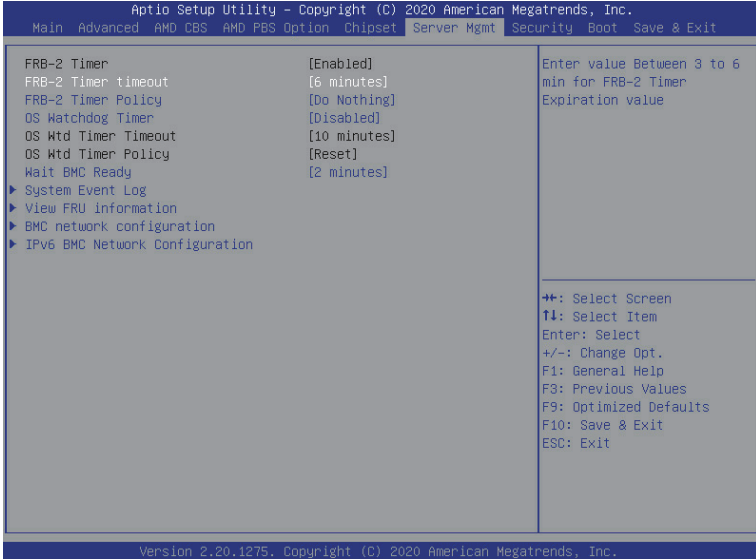 Aptio Setup Utility – Copyright (C) 2020 American Megatrends, Inc.
Main Advanced AMD CBS AMD PBS Option Chipset Server Mgmt Security Boot Save & Exit
FRB-2 Timer [Enabled]
FRB-2 Timer timeout [6 minutes]
FRB-2 Timer Policy [Do Nothing]
OS Watchdog Timer [Disabled]
OS Wtd Timer Timeout [10 minutes]
OS Wtd Timer Policy [Reset]
Wait BMC Ready [2 minutes]
System Event Log
View FRU information
BMC network configuration
IPv6 BMC Network Configuration
Enter value Between 3 to 6
min for FRB-2 Timer
Expiration value
→←: Select Screen
↑↓: Select Item
Enter: Select
+/-: Change Opt.
F1: General Help
F3: Previous Values
F9: Optimized Defaults
F10: Save & Exit
ESC: Exit
Version 2.20.1275. Copyright (C) 2020 American Megatrends, Inc.